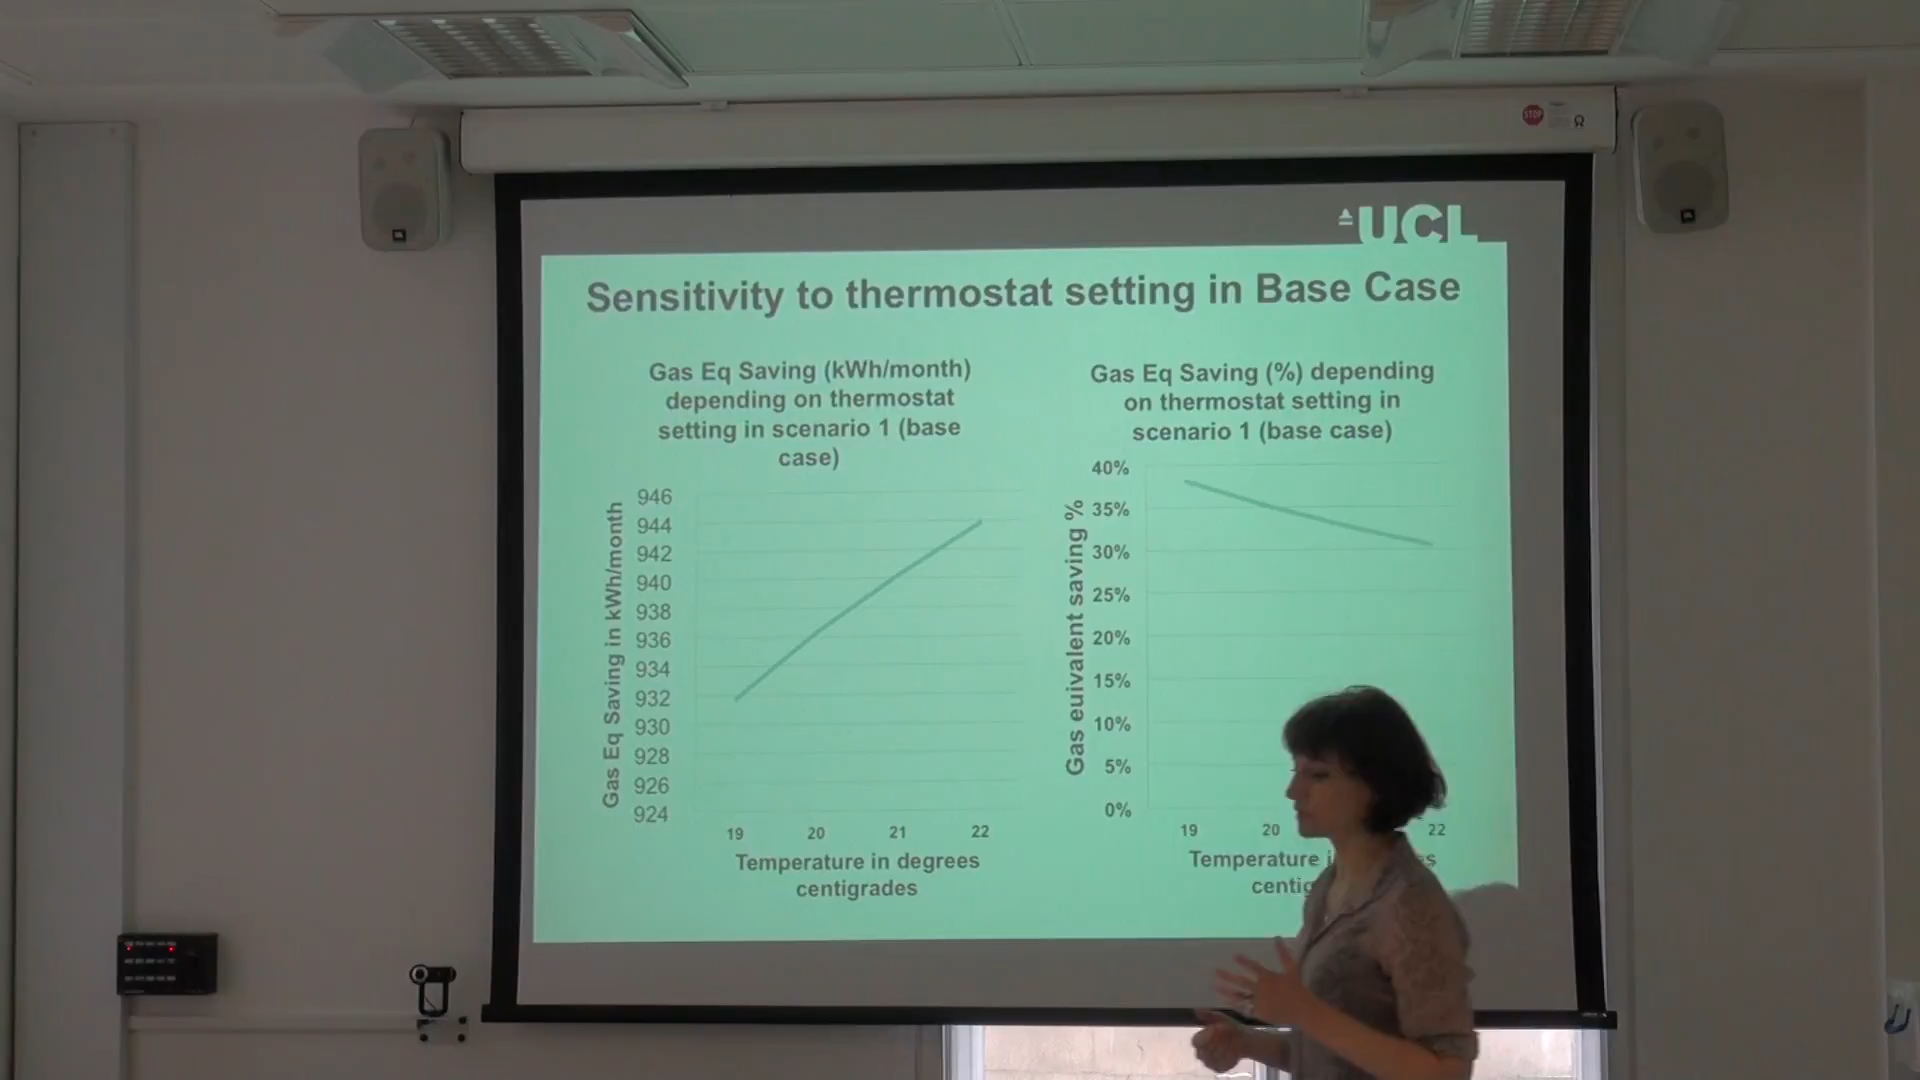 STOP
UCL
Sensitivity to thermostat setting in Base Case
Gas Eq Saving (kWh/month)
depending on thermostat
setting in scenario 1 (base
case)
Gas Eq Saving in kWh/month
946
944
942
940
938
936
934
932
930
928
926
924
19 20 21 22
Temperature in degrees
centigrades
Gas Eq Saving (%) depending
on thermostat setting in
scenario 1 (base case)
Gas euivalent saving %
40%
35%
30%
25%
20%
15%
10%
5%
0%
19 20 22
Temperature